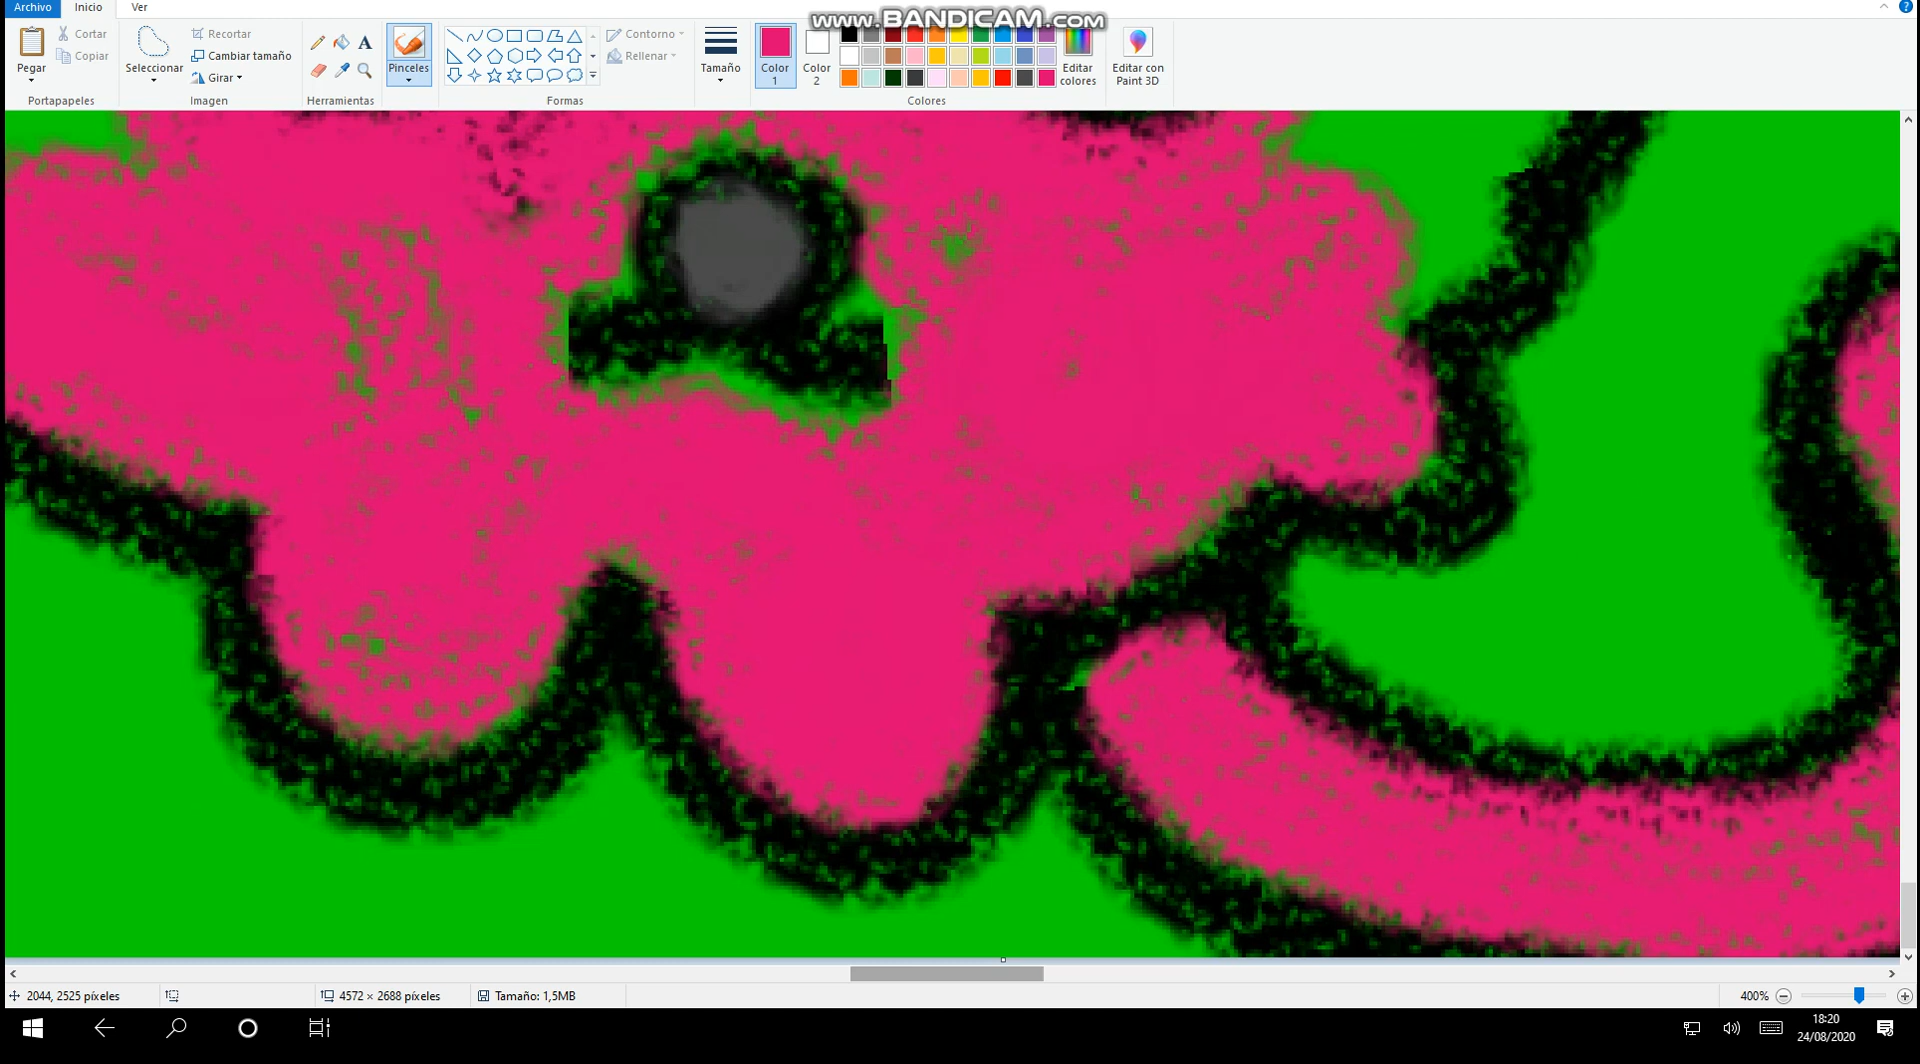 Archivo Inicio Ver
www.BANDICAM.com
Pegar
Cortar
Copiar
Portapapeles
Seleccionar
Recortar
Cambiar tamaño
Girar
Imagen
A
Herramientas
Pinceles
Contorno
Rellenar
Formas
Tamaño
Color
1
Color
2
Editar
colores
Colores
Editar con
Paint 3D
?
2044, 2525 píxeles
4572 × 2688 píxeles
Tamaño: 1,5MB
400%
18:20
24/08/2020